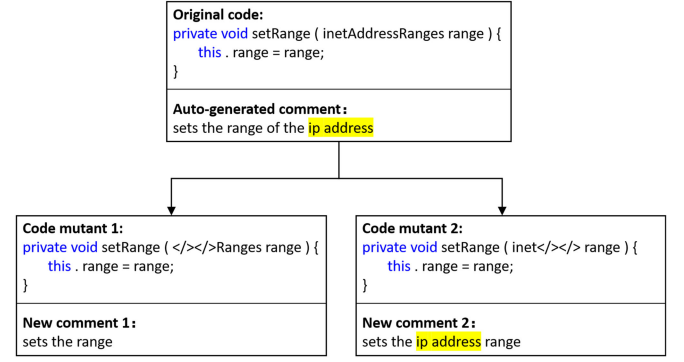 Original code:
private void setRange ( inetAddressRanges range ) {
this . range = range;
}
Auto-generated comment：
sets the range of the ip address
Code mutant 1:
private void setRange ( </></>Ranges range ) {
this . range = range;
}
New comment 1：
sets the range
Code mutant 2:
private void setRange ( inet</></> range ) {
this . range = range;
}
New comment 2：
sets the ip address range